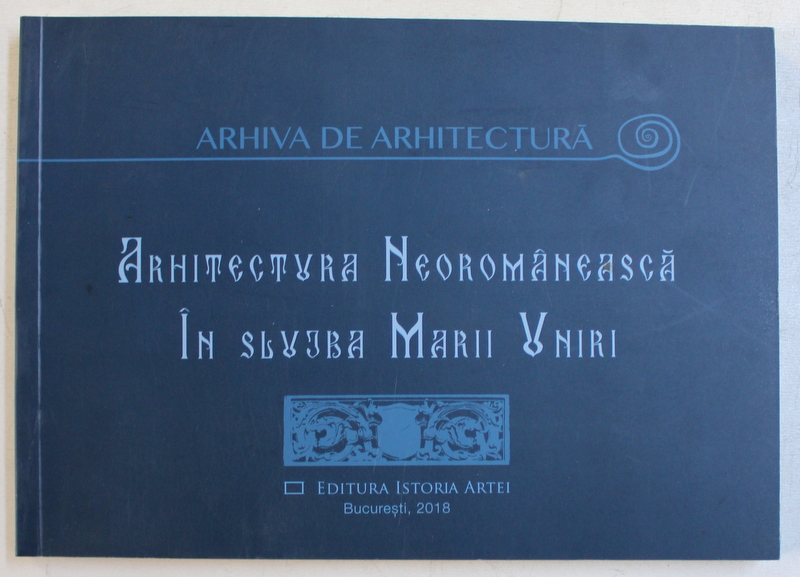 ARHIVA DE ARHITECTURĂ
ARHITECTURA NEOROMÂNEASCĂ
ÎN SLUJBA MARII UNIRI
EDITURA ISTORIA ARTEI
București, 2018